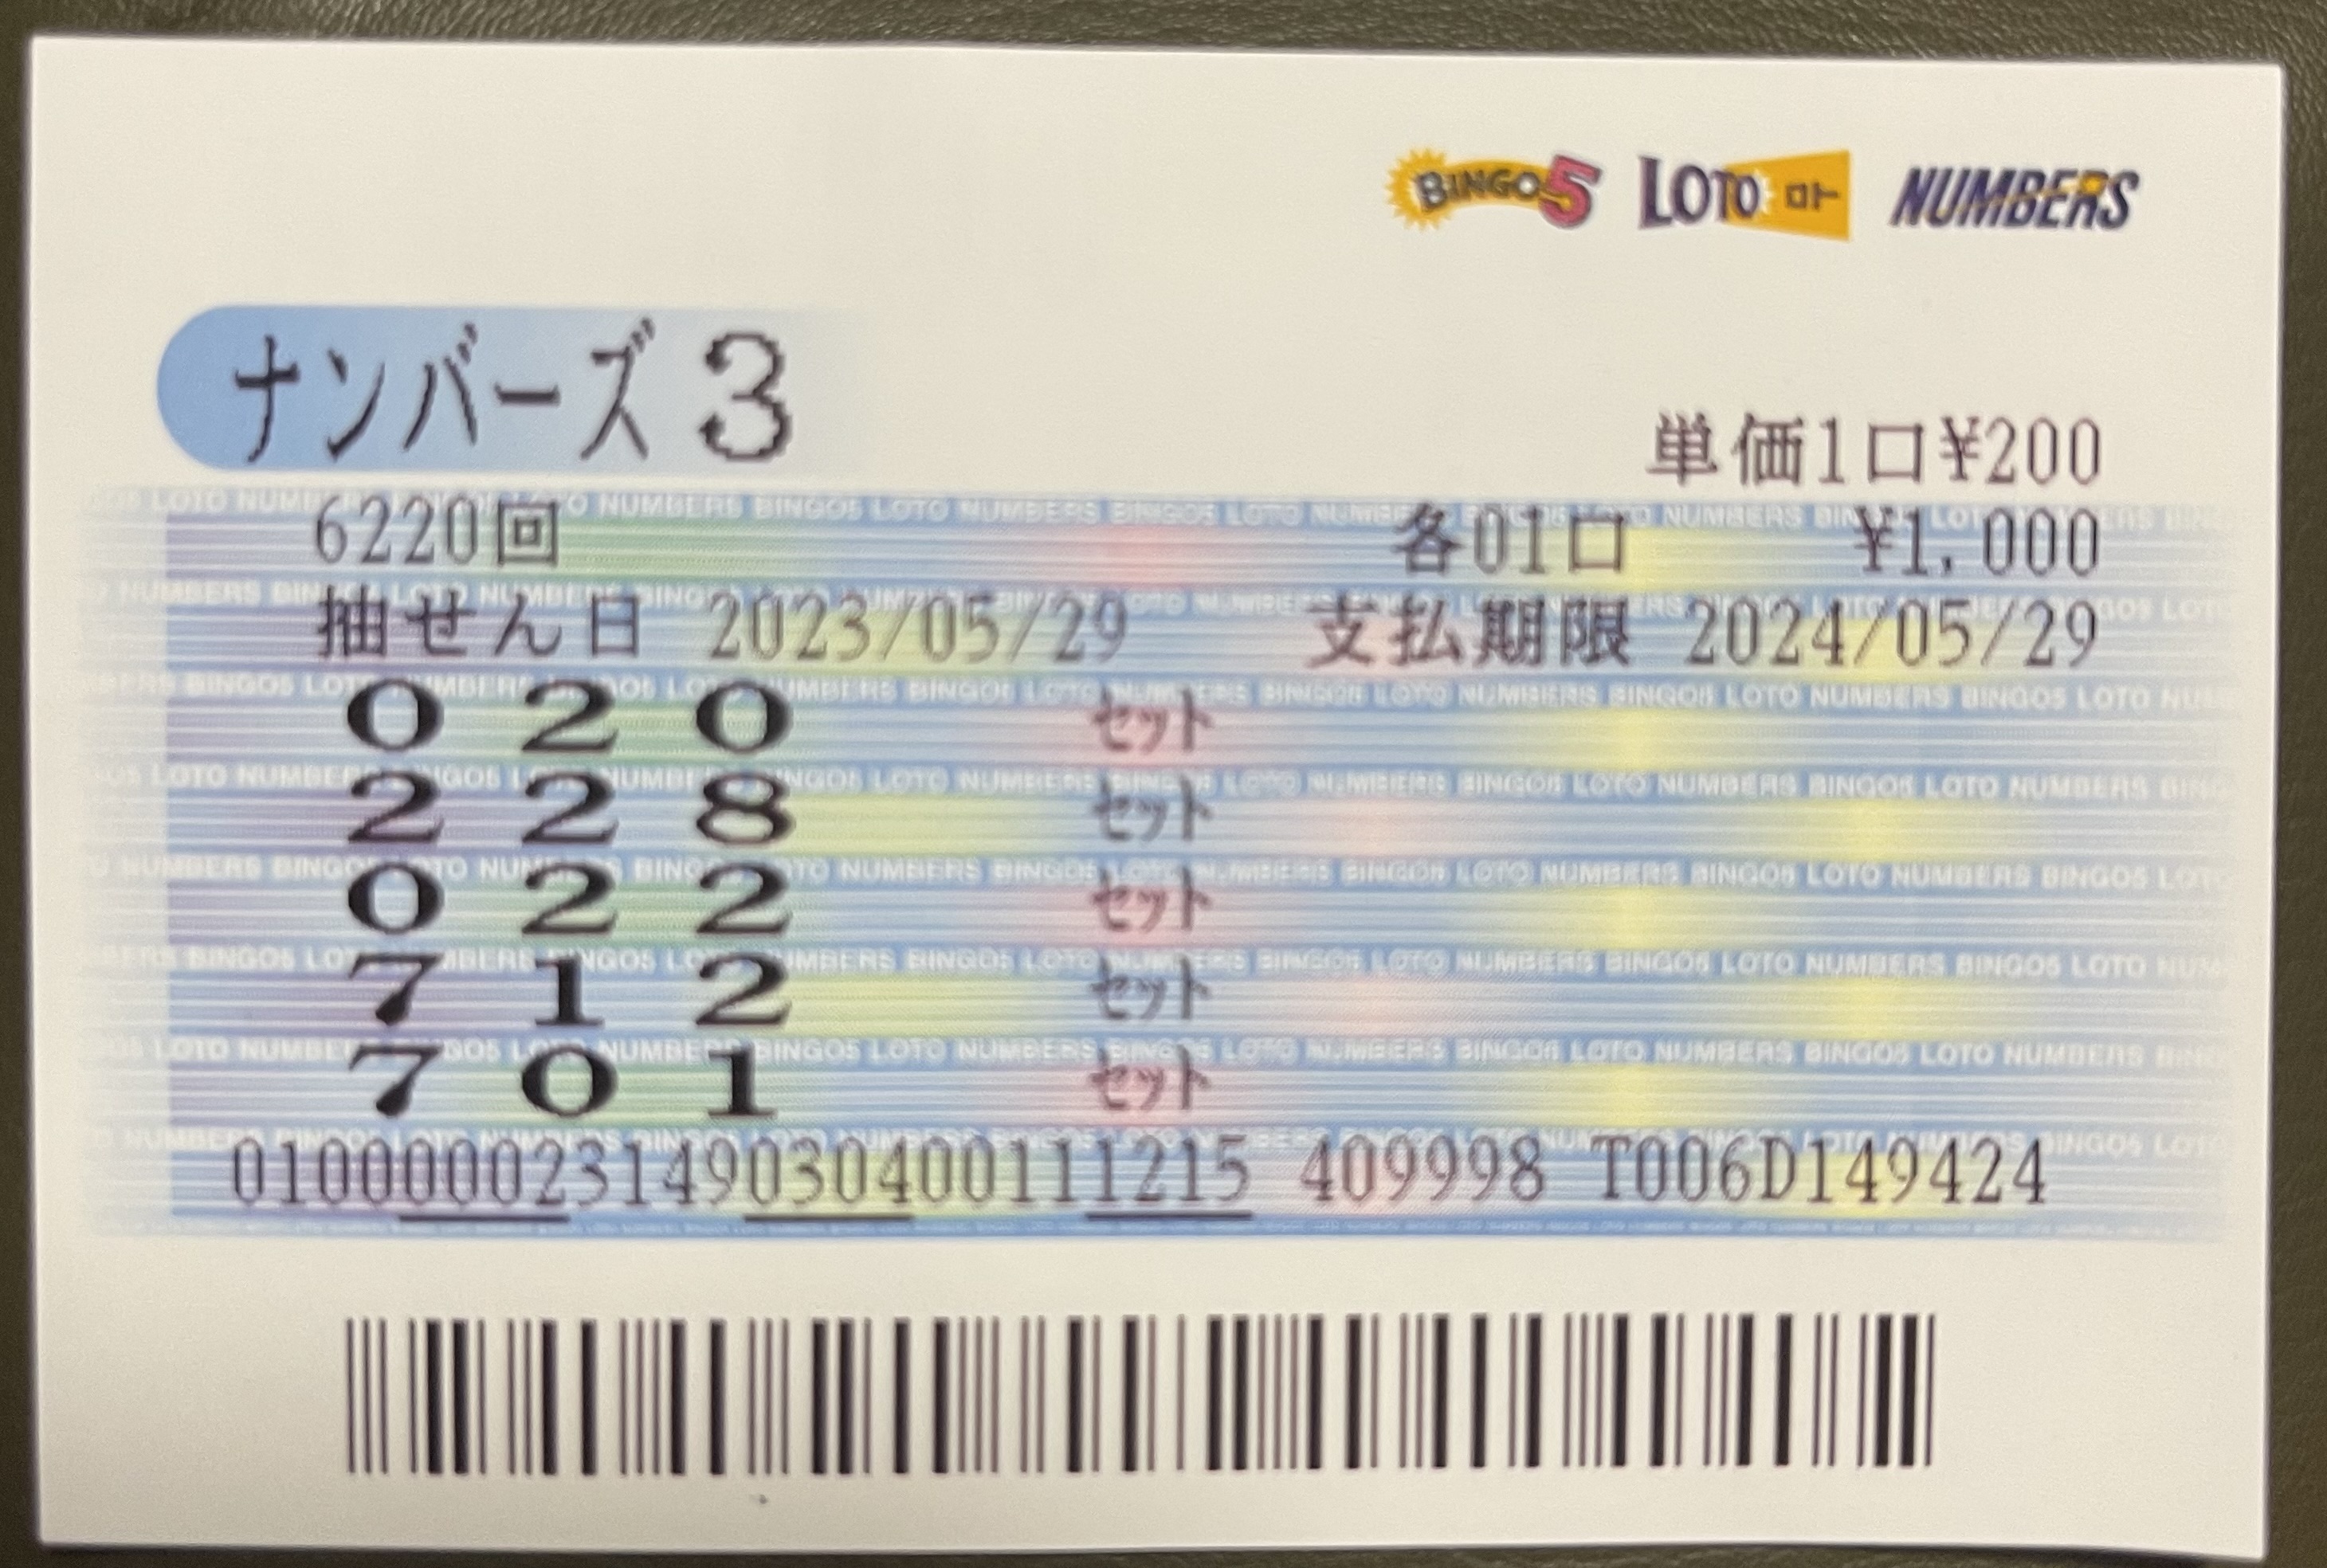 BINGO5 LOTO ロト NUMBERS
ナンバーズ3
単価1口¥200
6220回 各01口 ¥1,000
抽せん日 2023/05/29 支払期限 2024/05/29
0 2 0 セット
2 2 8 セット
0 2 2 セット
7 1 2 セット
7 0 1 セット
010000023149030400111215 409998 T006D149424